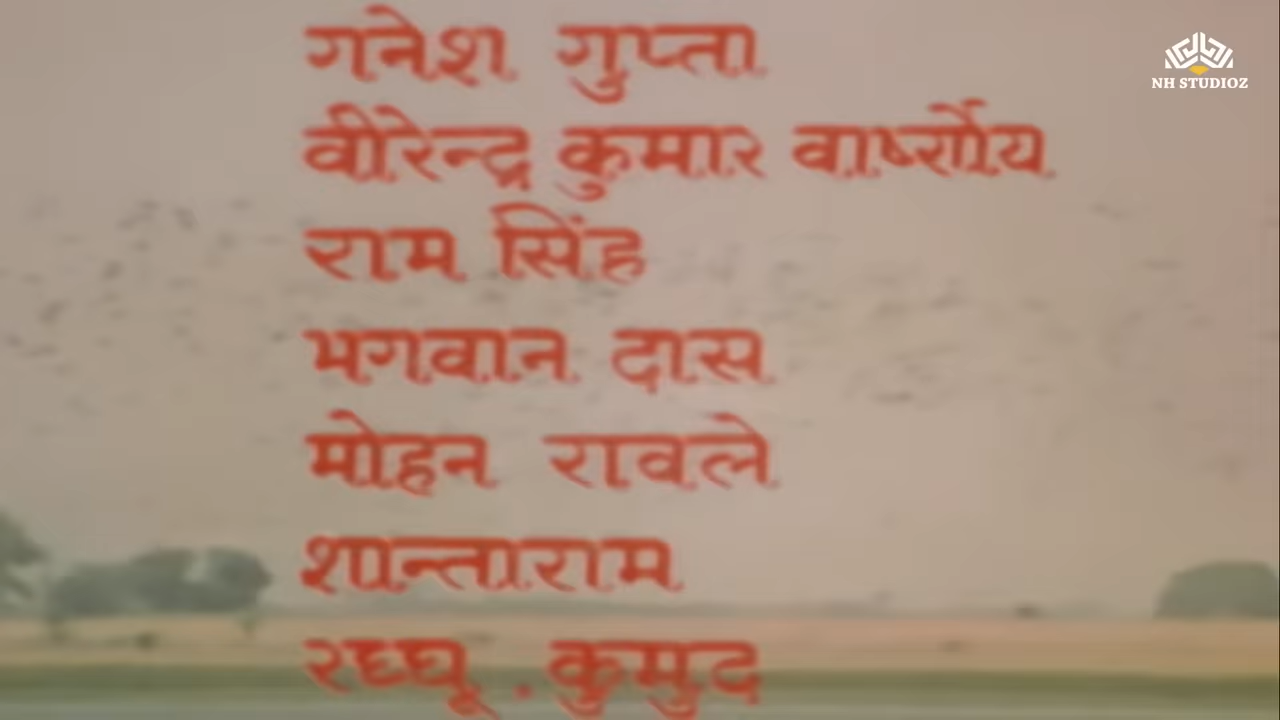 गनेश गुप्ता
वीरेन्द्र कुमार वार्ष्णेय
राम सिंह
भगवान दास
मोहन रावले
शान्ताराम
रघ्घू . कुमुद
NH STUDIOZ